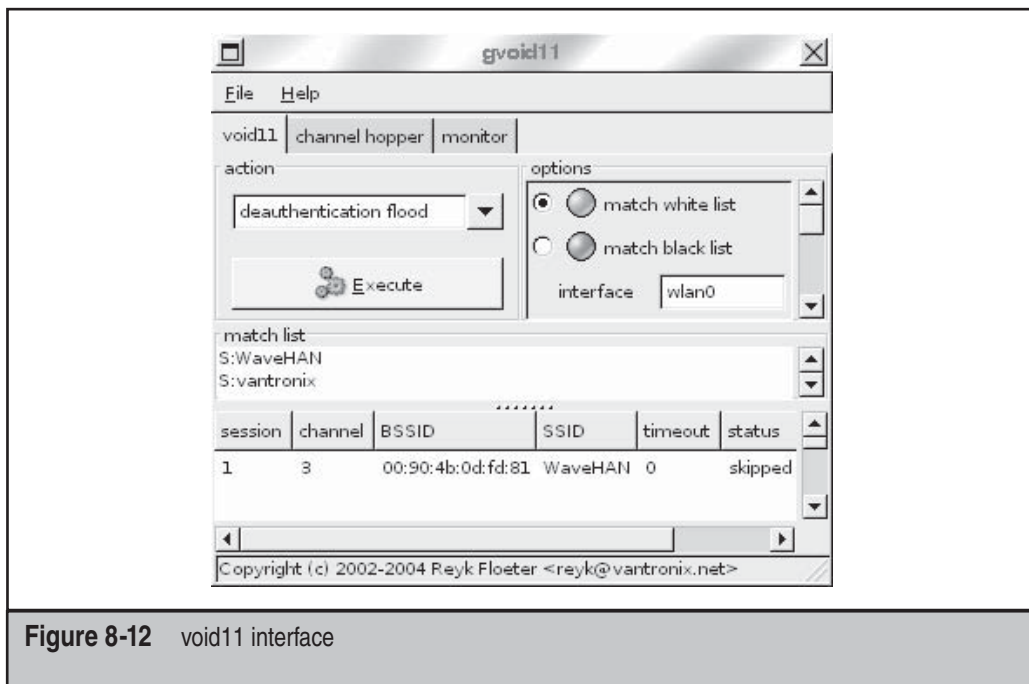 gvoid11
File Help
void11 channel hopper monitor
action
deauthentication flood
Execute
options
match white list
match black list
interface wlan0
match list
S:WaveHAN
S:vantronix
session channel BSSID SSID timeout status
1 3 00:90:4b:0d:fd:81 WaveHAN 0 skipped
Copyright (c) 2002-2004 Reyk Floeter <reyk@vantronix.net>
Figure 8-12 void11 interface